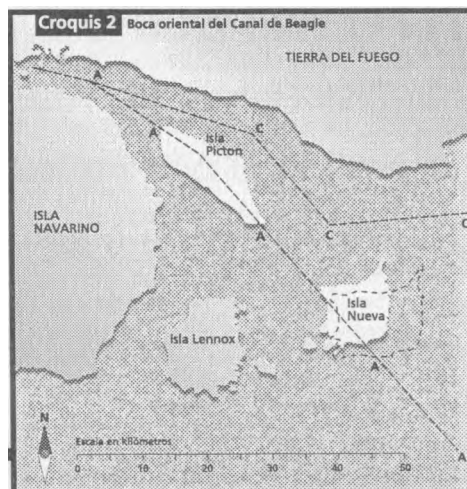 Croquis 2 Boca oriental del Canal de Beagle
TIERRA DEL FUEGO
A
A
C
Isla
Picton
ISLA
NAVARINO
A
C
C
Isla
Nueva
Isla Lennox
A
N
Escala en kilómetros
A
0 10 20 30 40 50